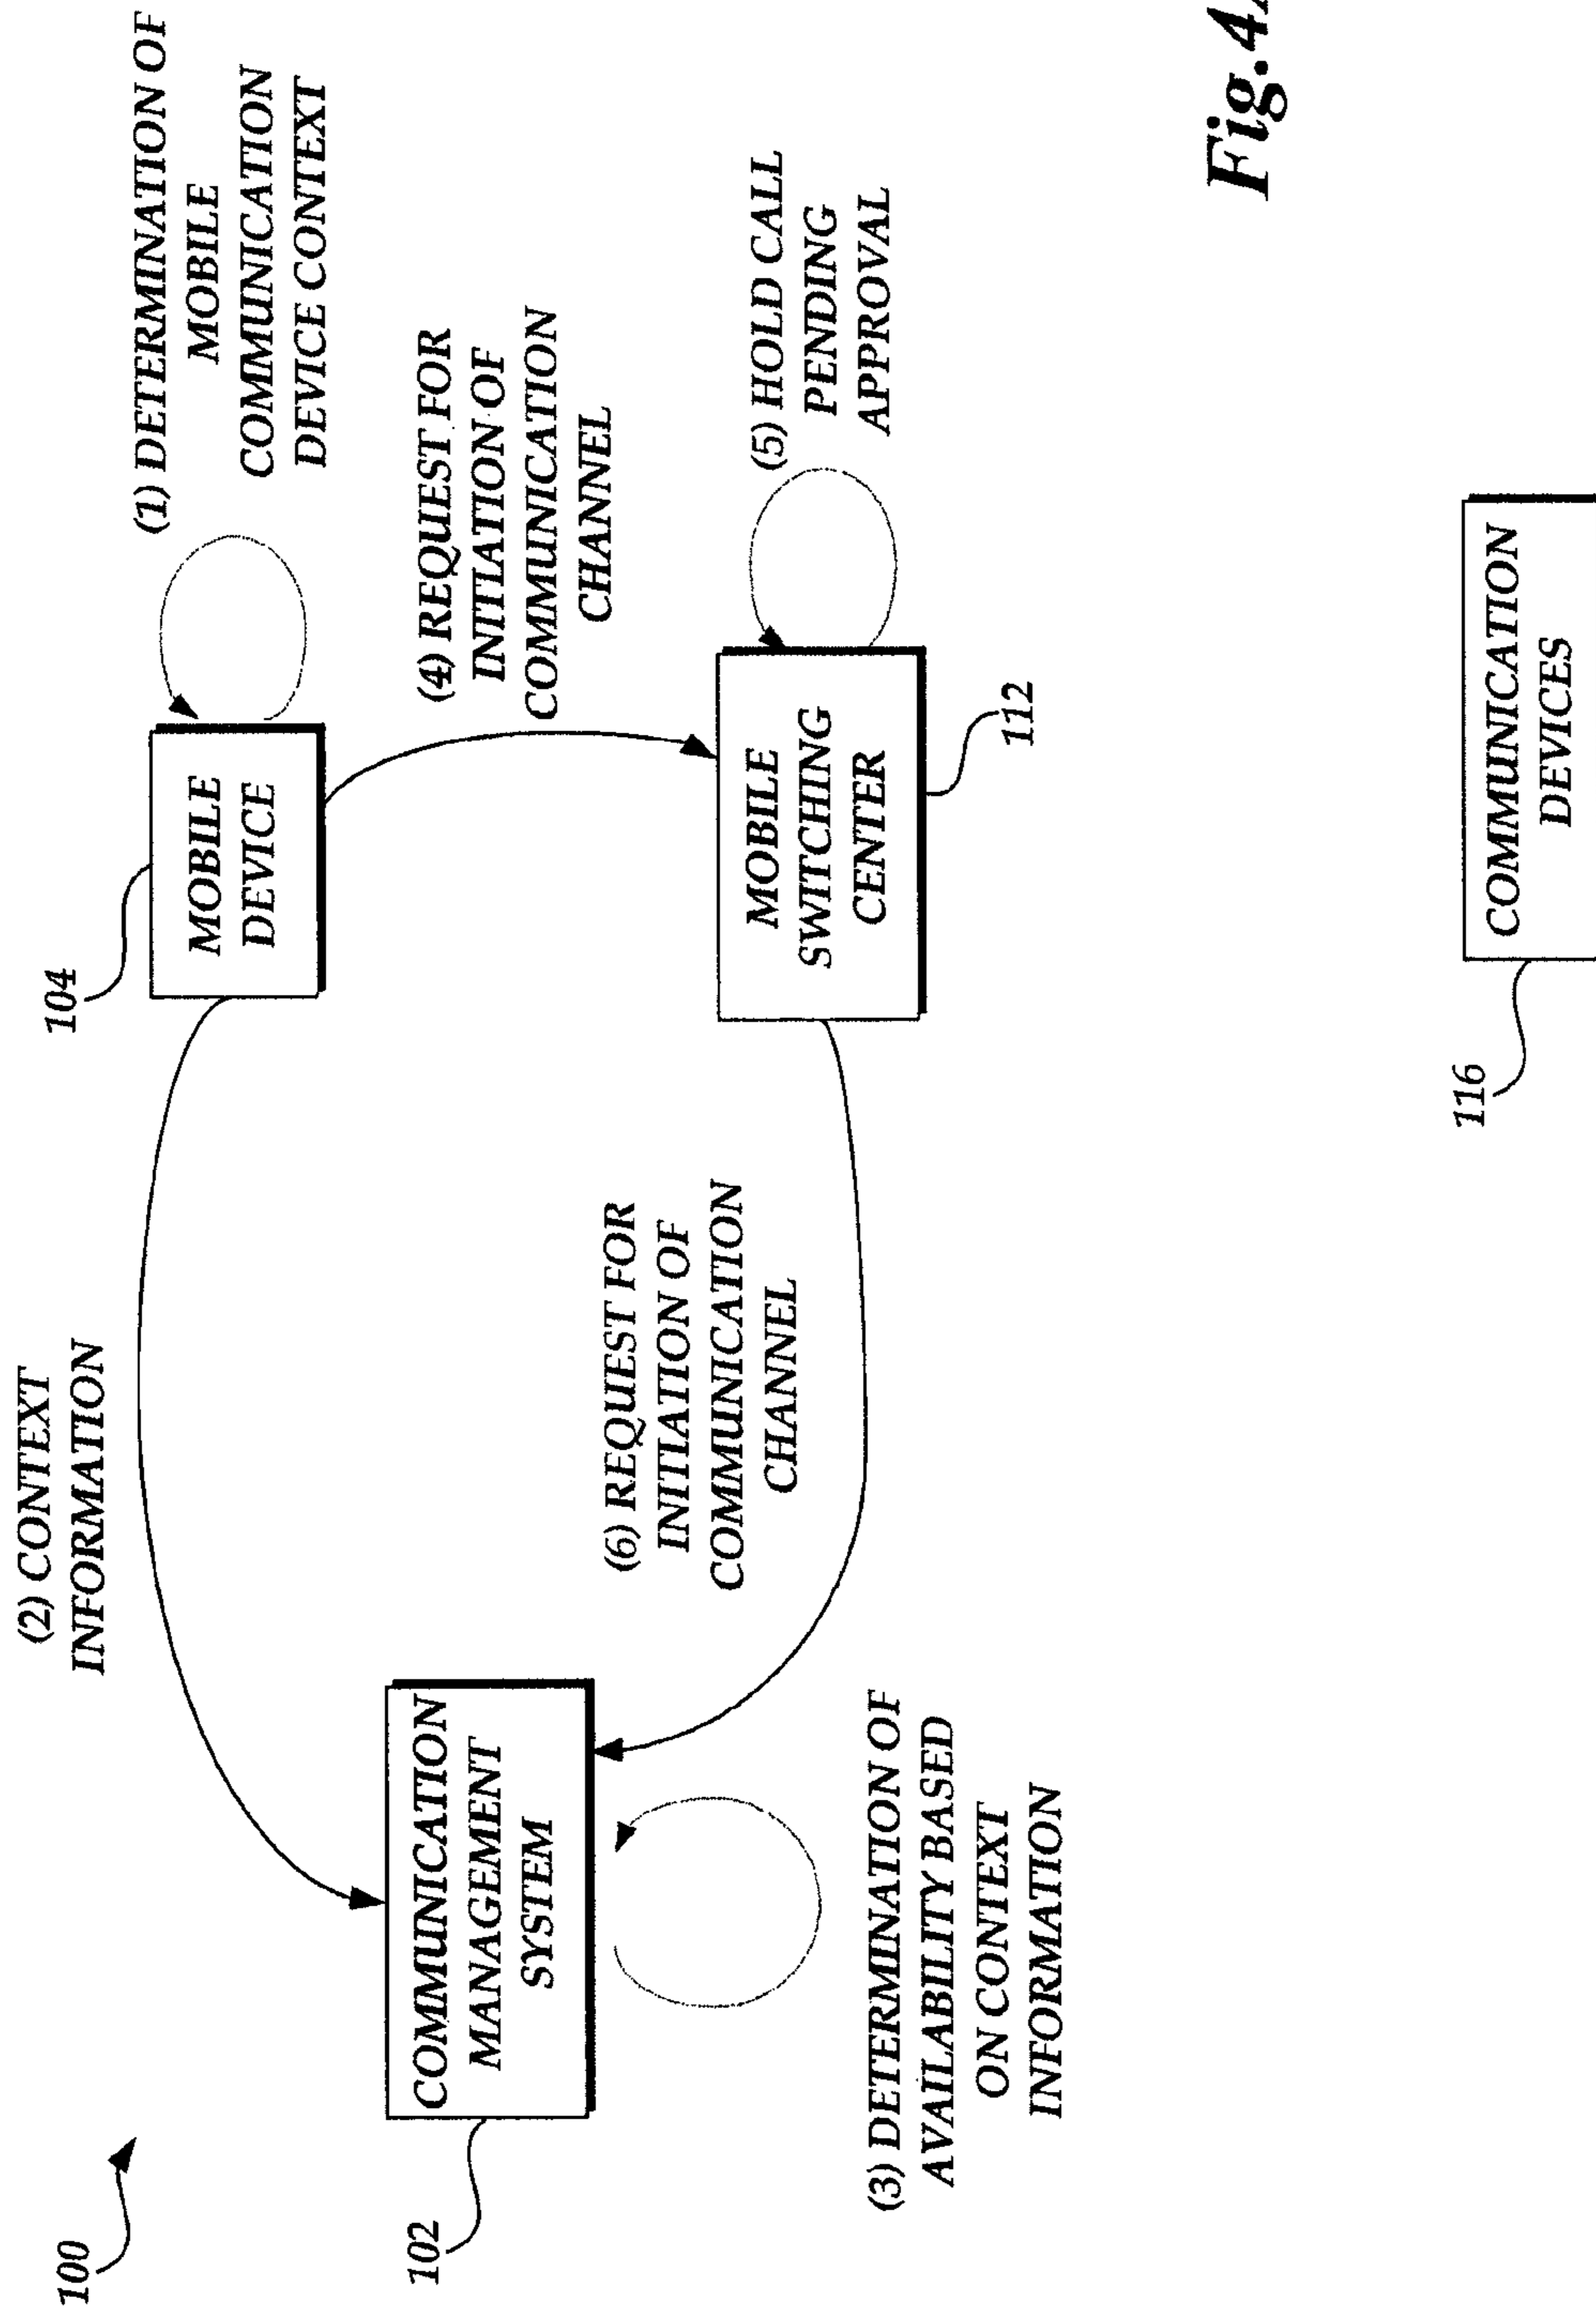 100
(2) CONTEXT
INFORMATION
104
MOBILE
DEVICE
(1) DETERMINATION OF
MOBILE
COMMUNICATION
DEVICE CONTEXT
102
COMMUNICATION
MANAGEMENT
SYSTEM
(4) REQUEST FOR
INITIATION OF
COMMUNICATION
CHANNEL
(6) REQUEST FOR
INITIATION OF
COMMUNICATION
CHANNEL
MOBILE
SWITCHING
CENTER
112
(5) HOLD CALL
PENDING
APPROVAL
(3) DETERMINATION OF
AVAILABILITY BASED
ON CONTEXT
INFORMATION
Fig.4
116
COMMUNICATION
DEVICES